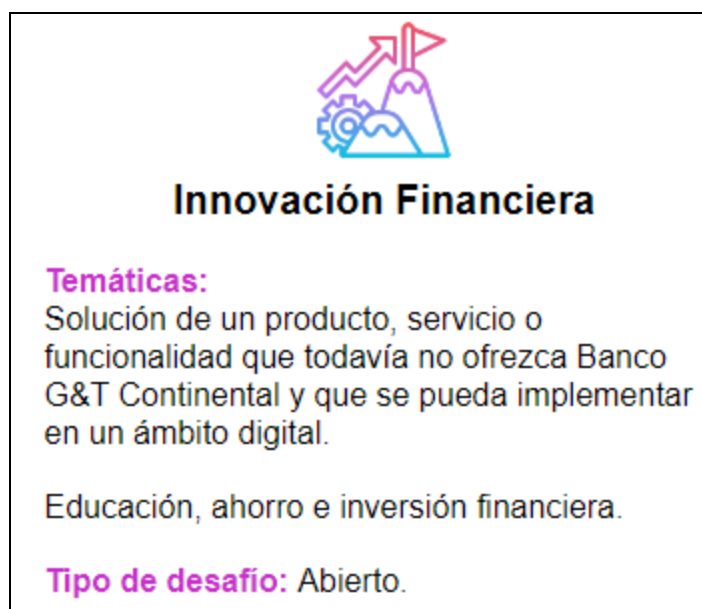 Innovación Financiera
Temáticas:
Solución de un producto, servicio o
funcionalidad que todavía no ofrezca Banco
G&T Continental y que se pueda implementar
en un ámbito digital.
Educación, ahorro e inversión financiera.
Tipo de desafío: Abierto.